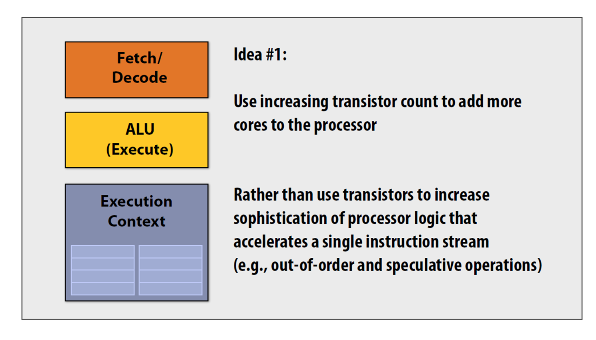 Fetch/
Decode
ALU
(Execute)
Execution
Context
Idea #1:
Use increasing transistor count to add more
cores to the processor
Rather than use transistors to increase
sophistication of processor logic that
accelerates a single instruction stream
(e.g., out-of-order and speculative operations)